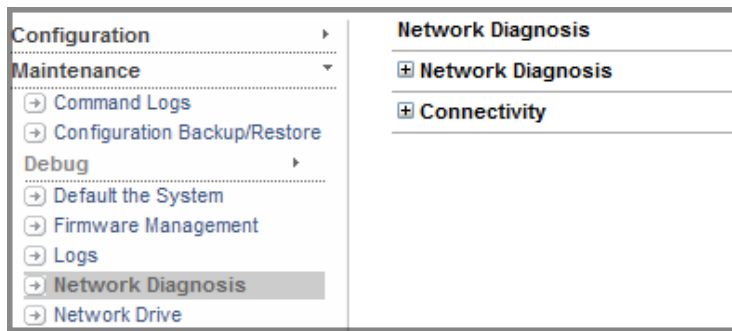 Configuration
Maintenance
Command Logs
Configuration Backup/Restore
Debug
Default the System
Firmware Management
Logs
Network Diagnosis
Network Drive
Network Diagnosis
Network Diagnosis
Connectivity